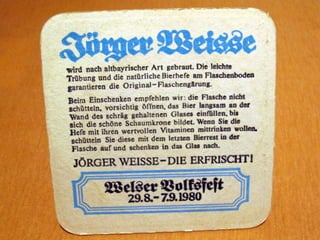 Jörger Weisse
wird nach altbayrischer Art gebraut. Die leichte
Trübung und die natürliche Bierhefe am Flaschenboden
garantieren die Original-Flaschengärung.
Beim Einschenken empfehlen wir: die Flasche nicht
schütteln, vorsichtig öffnen, das Bier langsam an der
Wand des schräg gehaltenen Glases einfüllen, bis
sich die schöne Schaumkrone bildet. Wenn Sie die
Hefe mit ihren wertvollen Vitaminen mittrinken wollen,
schütteln Sie diese mit dem letzten Bierrest in der
Flasche auf und schenken in das Glas nach.
JÖRGER WEISSE-DIE ERFRISCHT!
Welser Volksfest
29.8.-7.9.1980